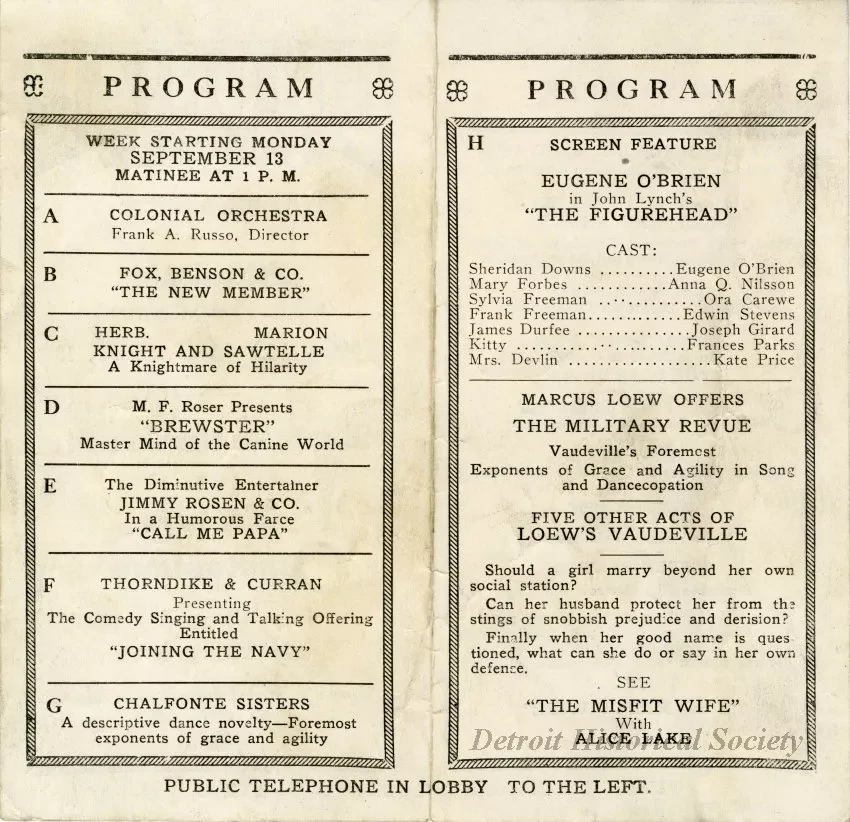 PROGRAM
WEEK STARTING MONDAY
SEPTEMBER 13
MATINEE AT 1 P. M.
A COLONIAL ORCHESTRA
Frank A. Russo, Director
B FOX, BENSON & CO.
"THE NEW MEMBER"
C HERB. MARION
KNIGHT AND SAWTELLE
A Knightmare of Hilarity
D M. F. Roser Presents
"BREWSTER"
Master Mind of the Canine World
E The Diminutive Entertainer
JIMMY ROSEN & CO.
In a Humorous Farce
"CALL ME PAPA"
F THORNDIKE & CURRAN
Presenting
The Comedy Singing and Talking Offering
Entitled
"JOINING THE NAVY"
G CHALFONTE SISTERS
A descriptive dance novelty—Foremost
exponents of grace and agility
PROGRAM
H SCREEN FEATURE
EUGENE O'BRIEN
in John Lynch's
"THE FIGUREHEAD"
CAST:
Sheridan Downs ..........Eugene O'Brien
Mary Forbes ............Anna Q. Nilsson
Sylvia Freeman ..............Ora Carewe
Frank Freeman.............Edwin Stevens
James Durfee ...............Joseph Girard
Kitty ......................Frances Parks
Mrs. Devlin ...................Kate Price
MARCUS LOEW OFFERS
THE MILITARY REVUE
Vaudeville's Foremost
Exponents of Grace and Agility in Song
and Dancecopation
FIVE OTHER ACTS OF
LOEW'S VAUDEVILLE
Should a girl marry beyond her own
social station?
Can her husband protect her from the
stings of snobbish prejudice and derision?
Finally when her good name is ques
tioned, what can she do or say in her own
defense.
SEE
"THE MISFIT WIFE"
With
ALICE LAKE
Detroit Historical Society
PUBLIC TELEPHONE IN LOBBY TO THE LEFT.